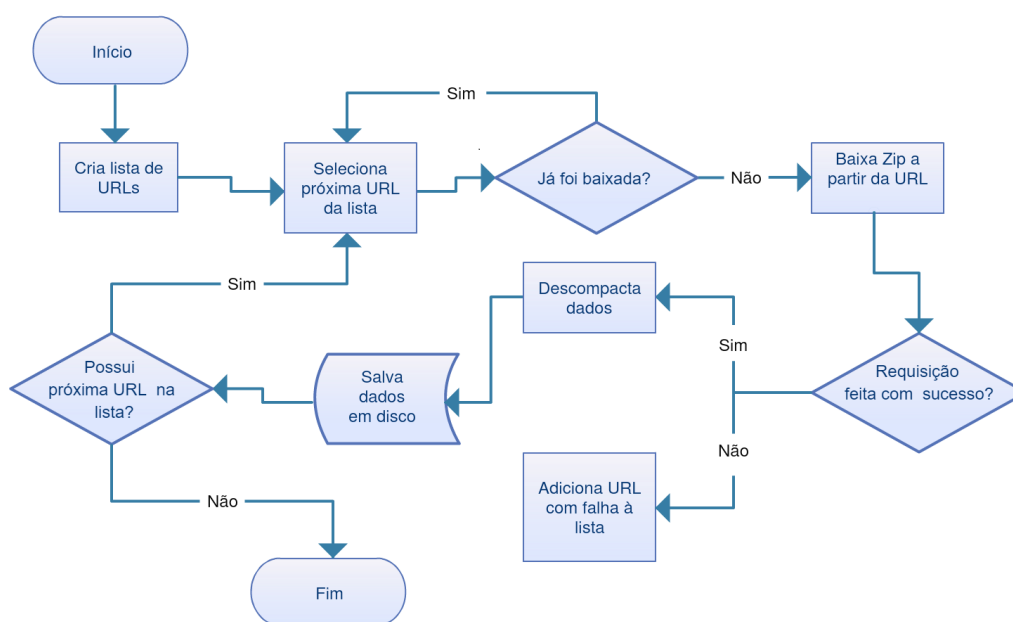 Início
Sim
Cria lista de
URLs
Seleciona
próxima URL
da lista
Já foi baixada?
Não
Baixa Zip a
partir da URL
Sim
Descompacta
dados
Sim
Requisição
feita com sucesso?
Possui
próxima URL na
lista?
Salva
dados
em disco
Não
Adiciona URL
com falha à
lista
Não
Fim